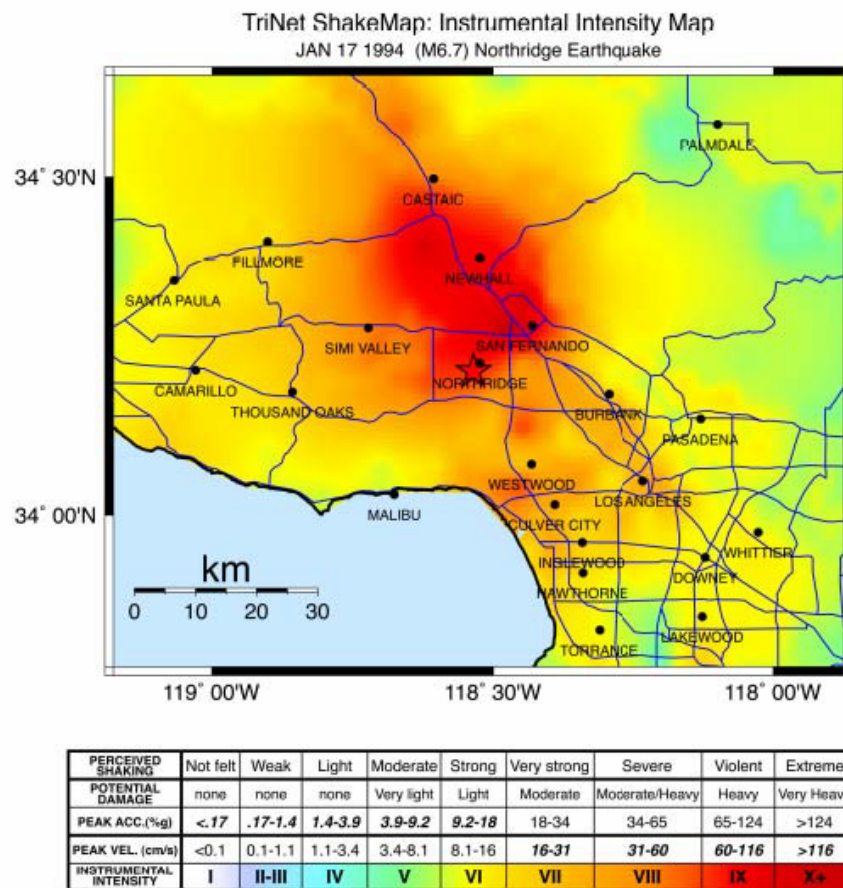 TriNet ShakeMap: Instrumental Intensity Map
JAN 17 1994 (M6.7) Northridge Earthquake
PALMDALE
34° 30'N
CASTAIC
FILLMORE
NEWHALL
SANTA PAULA
SIMI VALLEY
SAN FERNANDO
CAMARILLO
NORTHRIDGE
THOUSAND OAKS
BURBANK
PASADENA
WESTWOOD
LOS ANGELES
34° 00'N
MALIBU
CULVER CITY
WHITTIER
INGLEWOOD
DOWNEY
km
HAWTHORNE
0 10 20 30
LAKEWOOD
TORRANCE
119° 00'W 118° 30'W 118° 00'W
PERCEIVED SHAKING Not felt Weak Light Moderate Strong Very strong Severe Violent Extreme
POTENTIAL DAMAGE none none none Very light Light Moderate Moderate/Heavy Heavy Very Heav
PEAK ACC.(%g) <.17 .17-1.4 1.4-3.9 3.9-9.2 9.2-18 18-34 34-65 65-124 >124
PEAK VEL. (cm/s) <0.1 0.1-1.1 1.1-3.4 3.4-8.1 8.1-16 16-31 31-60 60-116 >116
INSTRUMENTAL INTENSITY I II-III IV V VI VII VIII IX X+